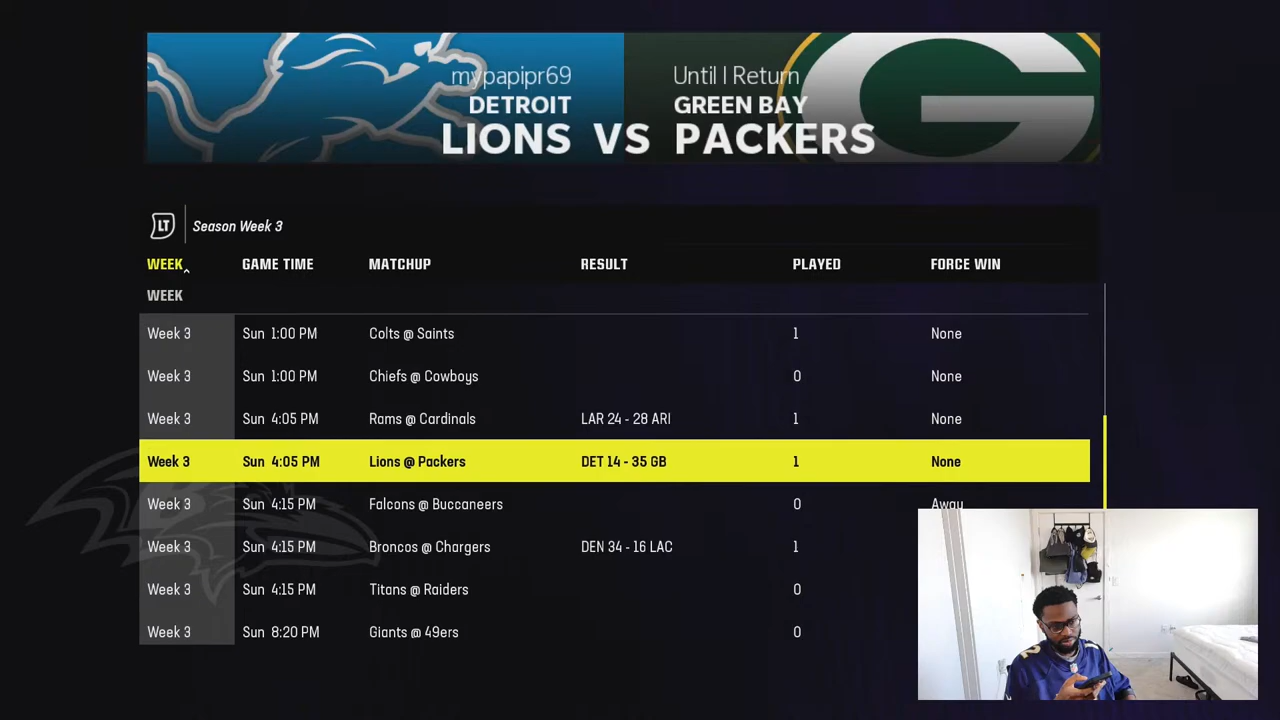 mypapipr69
Until I Return
DETROIT
GREEN BAY
LIONS VS PACKERS
LT Season Week 3
WEEK GAME TIME MATCHUP RESULT PLAYED FORCE WIN
WEEK
Week 3 Sun 1:00 PM Colts @ Saints 1 None
Week 3 Sun 1:00 PM Chiefs @ Cowboys 0 None
Week 3 Sun 4:05 PM Rams @ Cardinals LAR 24 - 28 ARI 1 None
Week 3 Sun 4:05 PM Lions @ Packers DET 14 - 35 GB 1 None
Week 3 Sun 4:15 PM Falcons @ Buccaneers 0 Away
Week 3 Sun 4:15 PM Broncos @ Chargers DEN 34 - 16 LAC 1
Week 3 Sun 4:15 PM Titans @ Raiders 0
Week 3 Sun 8:20 PM Giants @ 49ers 0